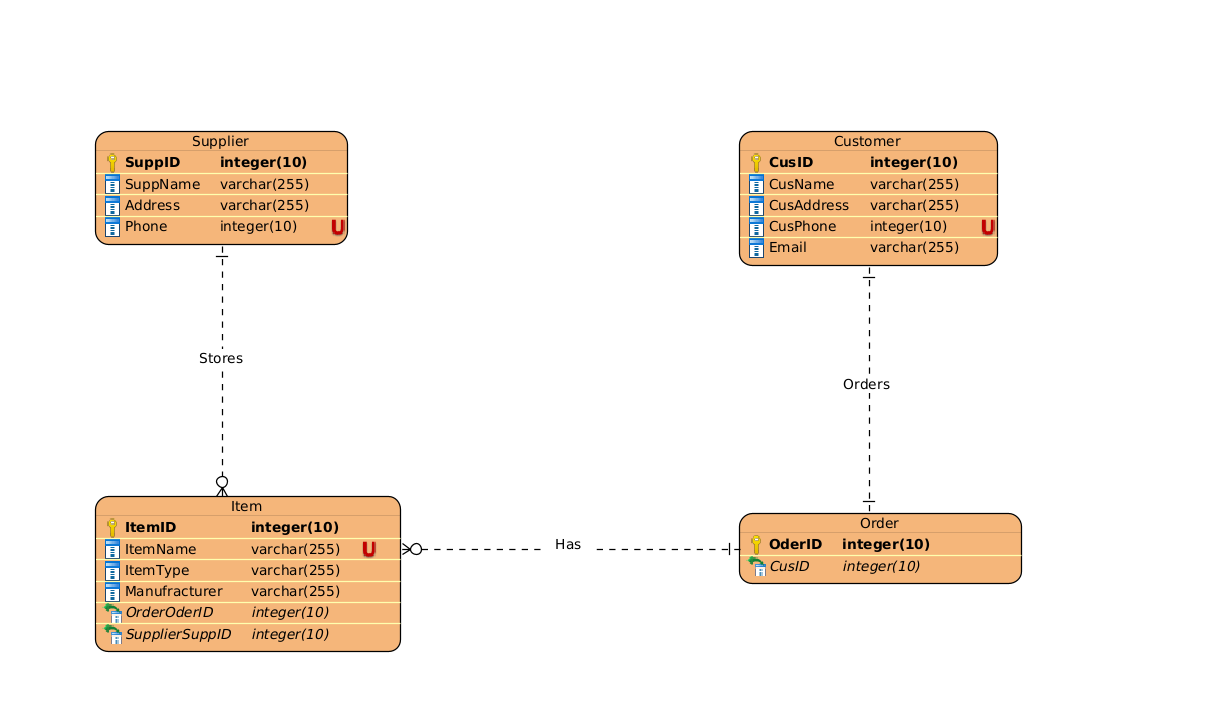 Supplier
SuppID integer(10)
SuppName varchar(255)
Address varchar(255)
Phone integer(10) U
Customer
CusID integer(10)
CusName varchar(255)
CusAddress varchar(255)
CusPhone integer(10) U
Email varchar(255)
Stores
Orders
Item
ItemID integer(10)
ItemName varchar(255) U
ItemType varchar(255)
Manufracturer varchar(255)
OrderOderID integer(10)
SupplierSuppID integer(10)
Has
Order
OderID integer(10)
CusID integer(10)